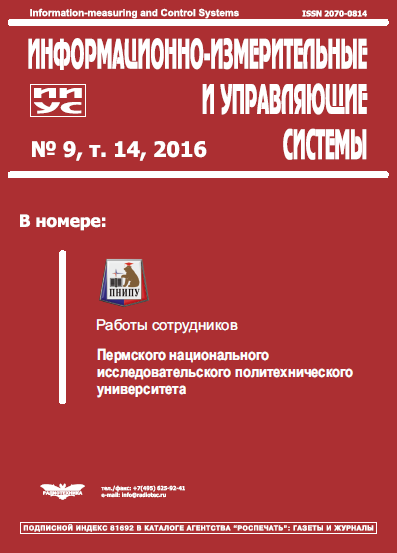 Information-measuring and Control Systems ISSN 2070-0814
ИНФОРМАЦИОННО-ИЗМЕРИТЕЛЬНЫЕ
И УПРАВЛЯЮЩИЕ
СИСТЕМЫ
ИИ
УС
№ 9, т. 14, 2016
В номере:
ПНИПУ
Работы сотрудников
Пермского национального
исследовательского политехнического
университета
РАДИОТЕХНИКА
тел./факс: +7(495) 625-92-41
e-mail: info@radiotec.ru
ПОДПИСНОЙ ИНДЕКС 81692 В КАТАЛОГЕ АГЕНТСТВА "РОСПЕЧАТЬ": ГАЗЕТЫ И ЖУРНАЛЫ